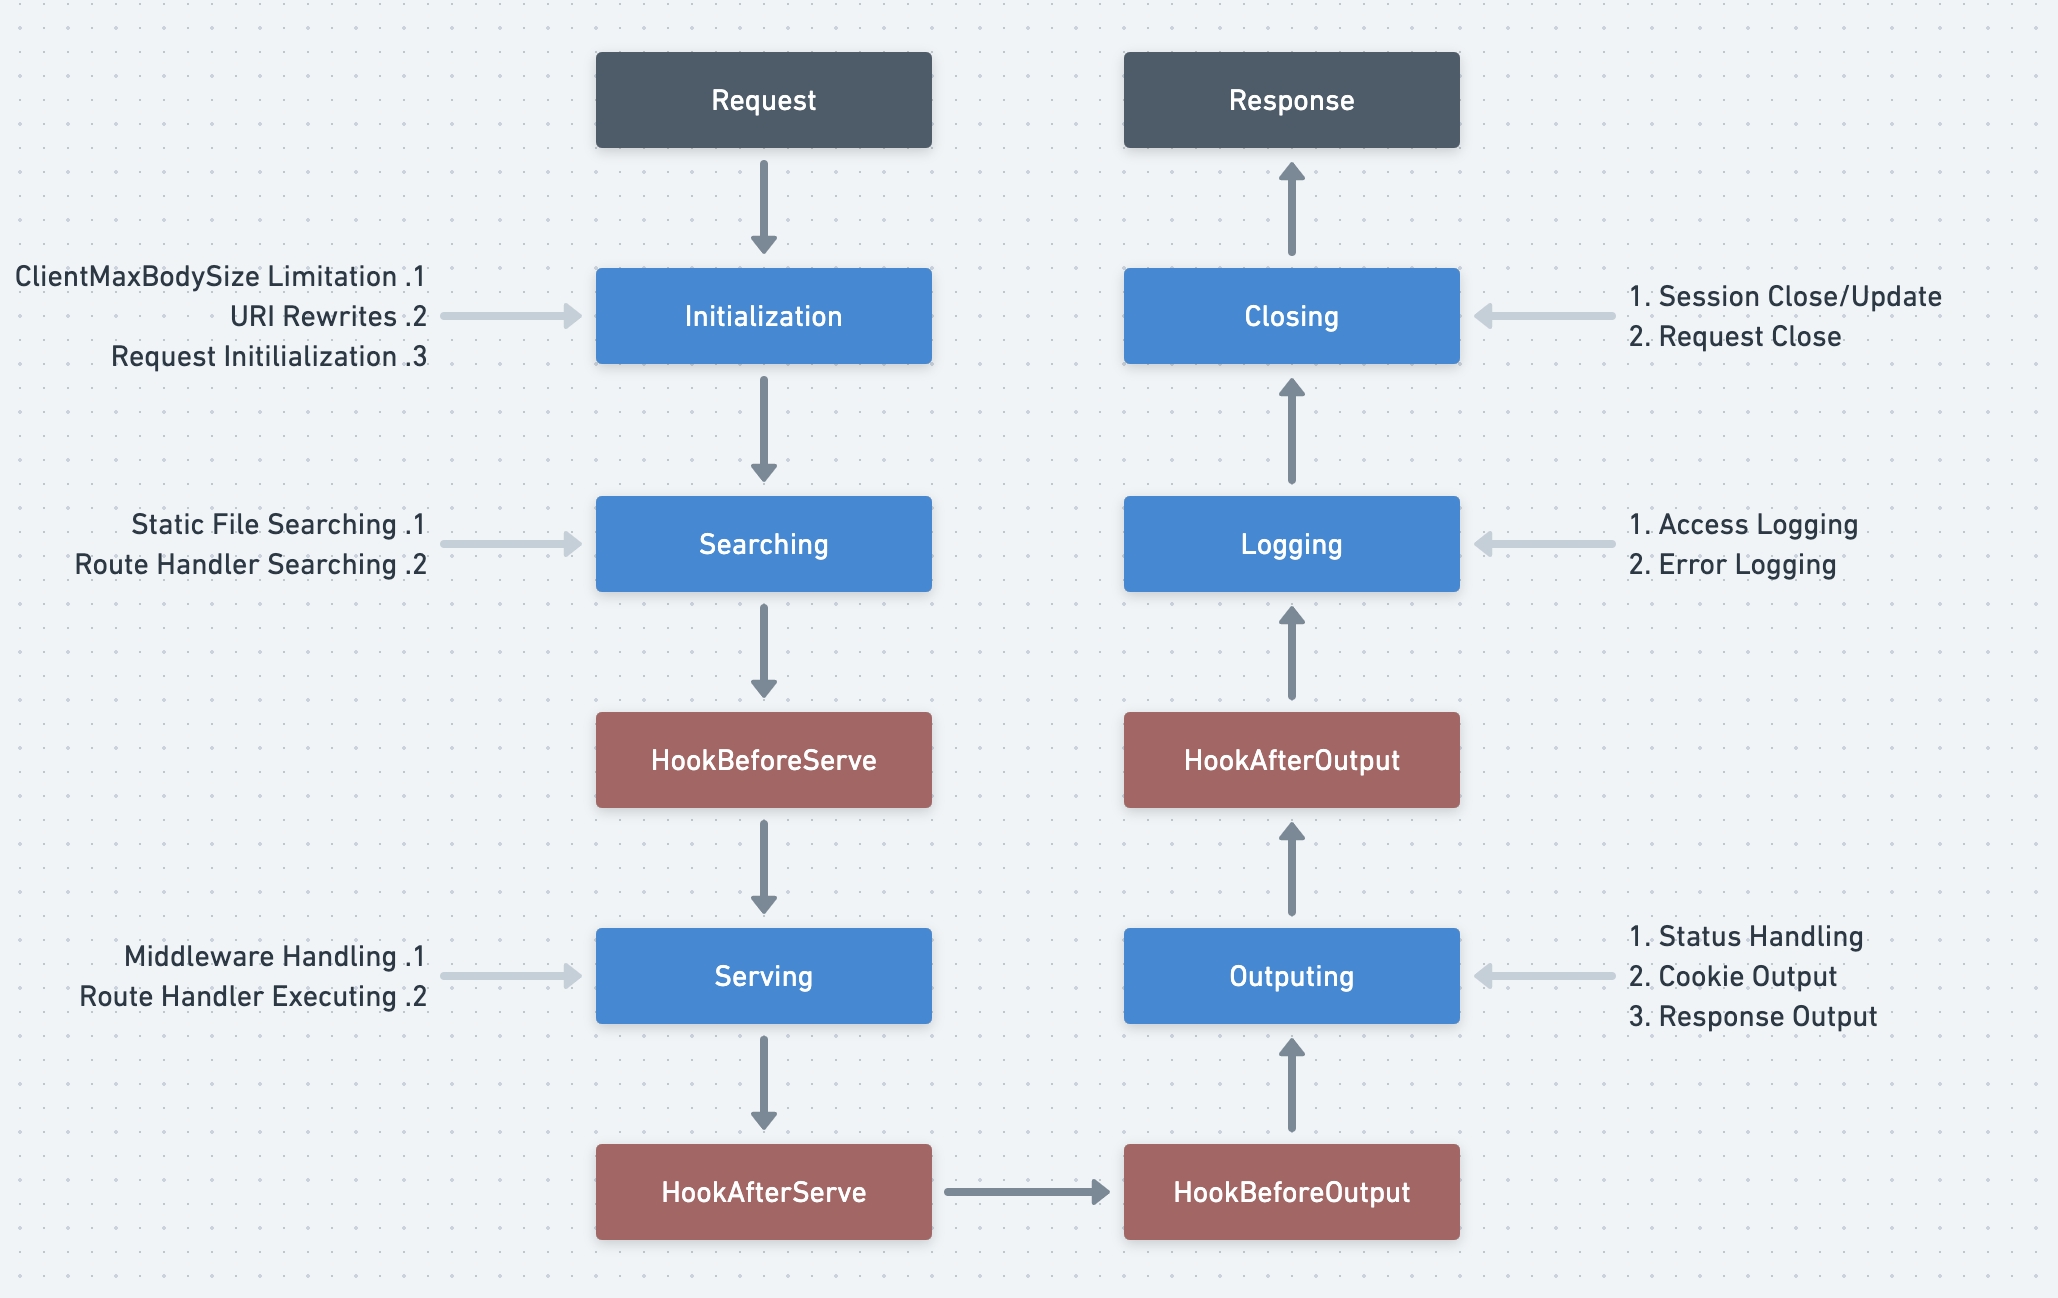 Request
Response
ClientMaxBodySize Limitation .1
URI Rewrites .2
Request Initilialization .3
Initialization
Closing
1. Session Close/Update
2. Request Close
Static File Searching .1
Route Handler Searching .2
Searching
Logging
1. Access Logging
2. Error Logging
HookBeforeServe
HookAfterOutput
Middleware Handling .1
Route Handler Executing .2
Serving
Outputing
1. Status Handling
2. Cookie Output
3. Response Output
HookAfterServe
HookBeforeOutput